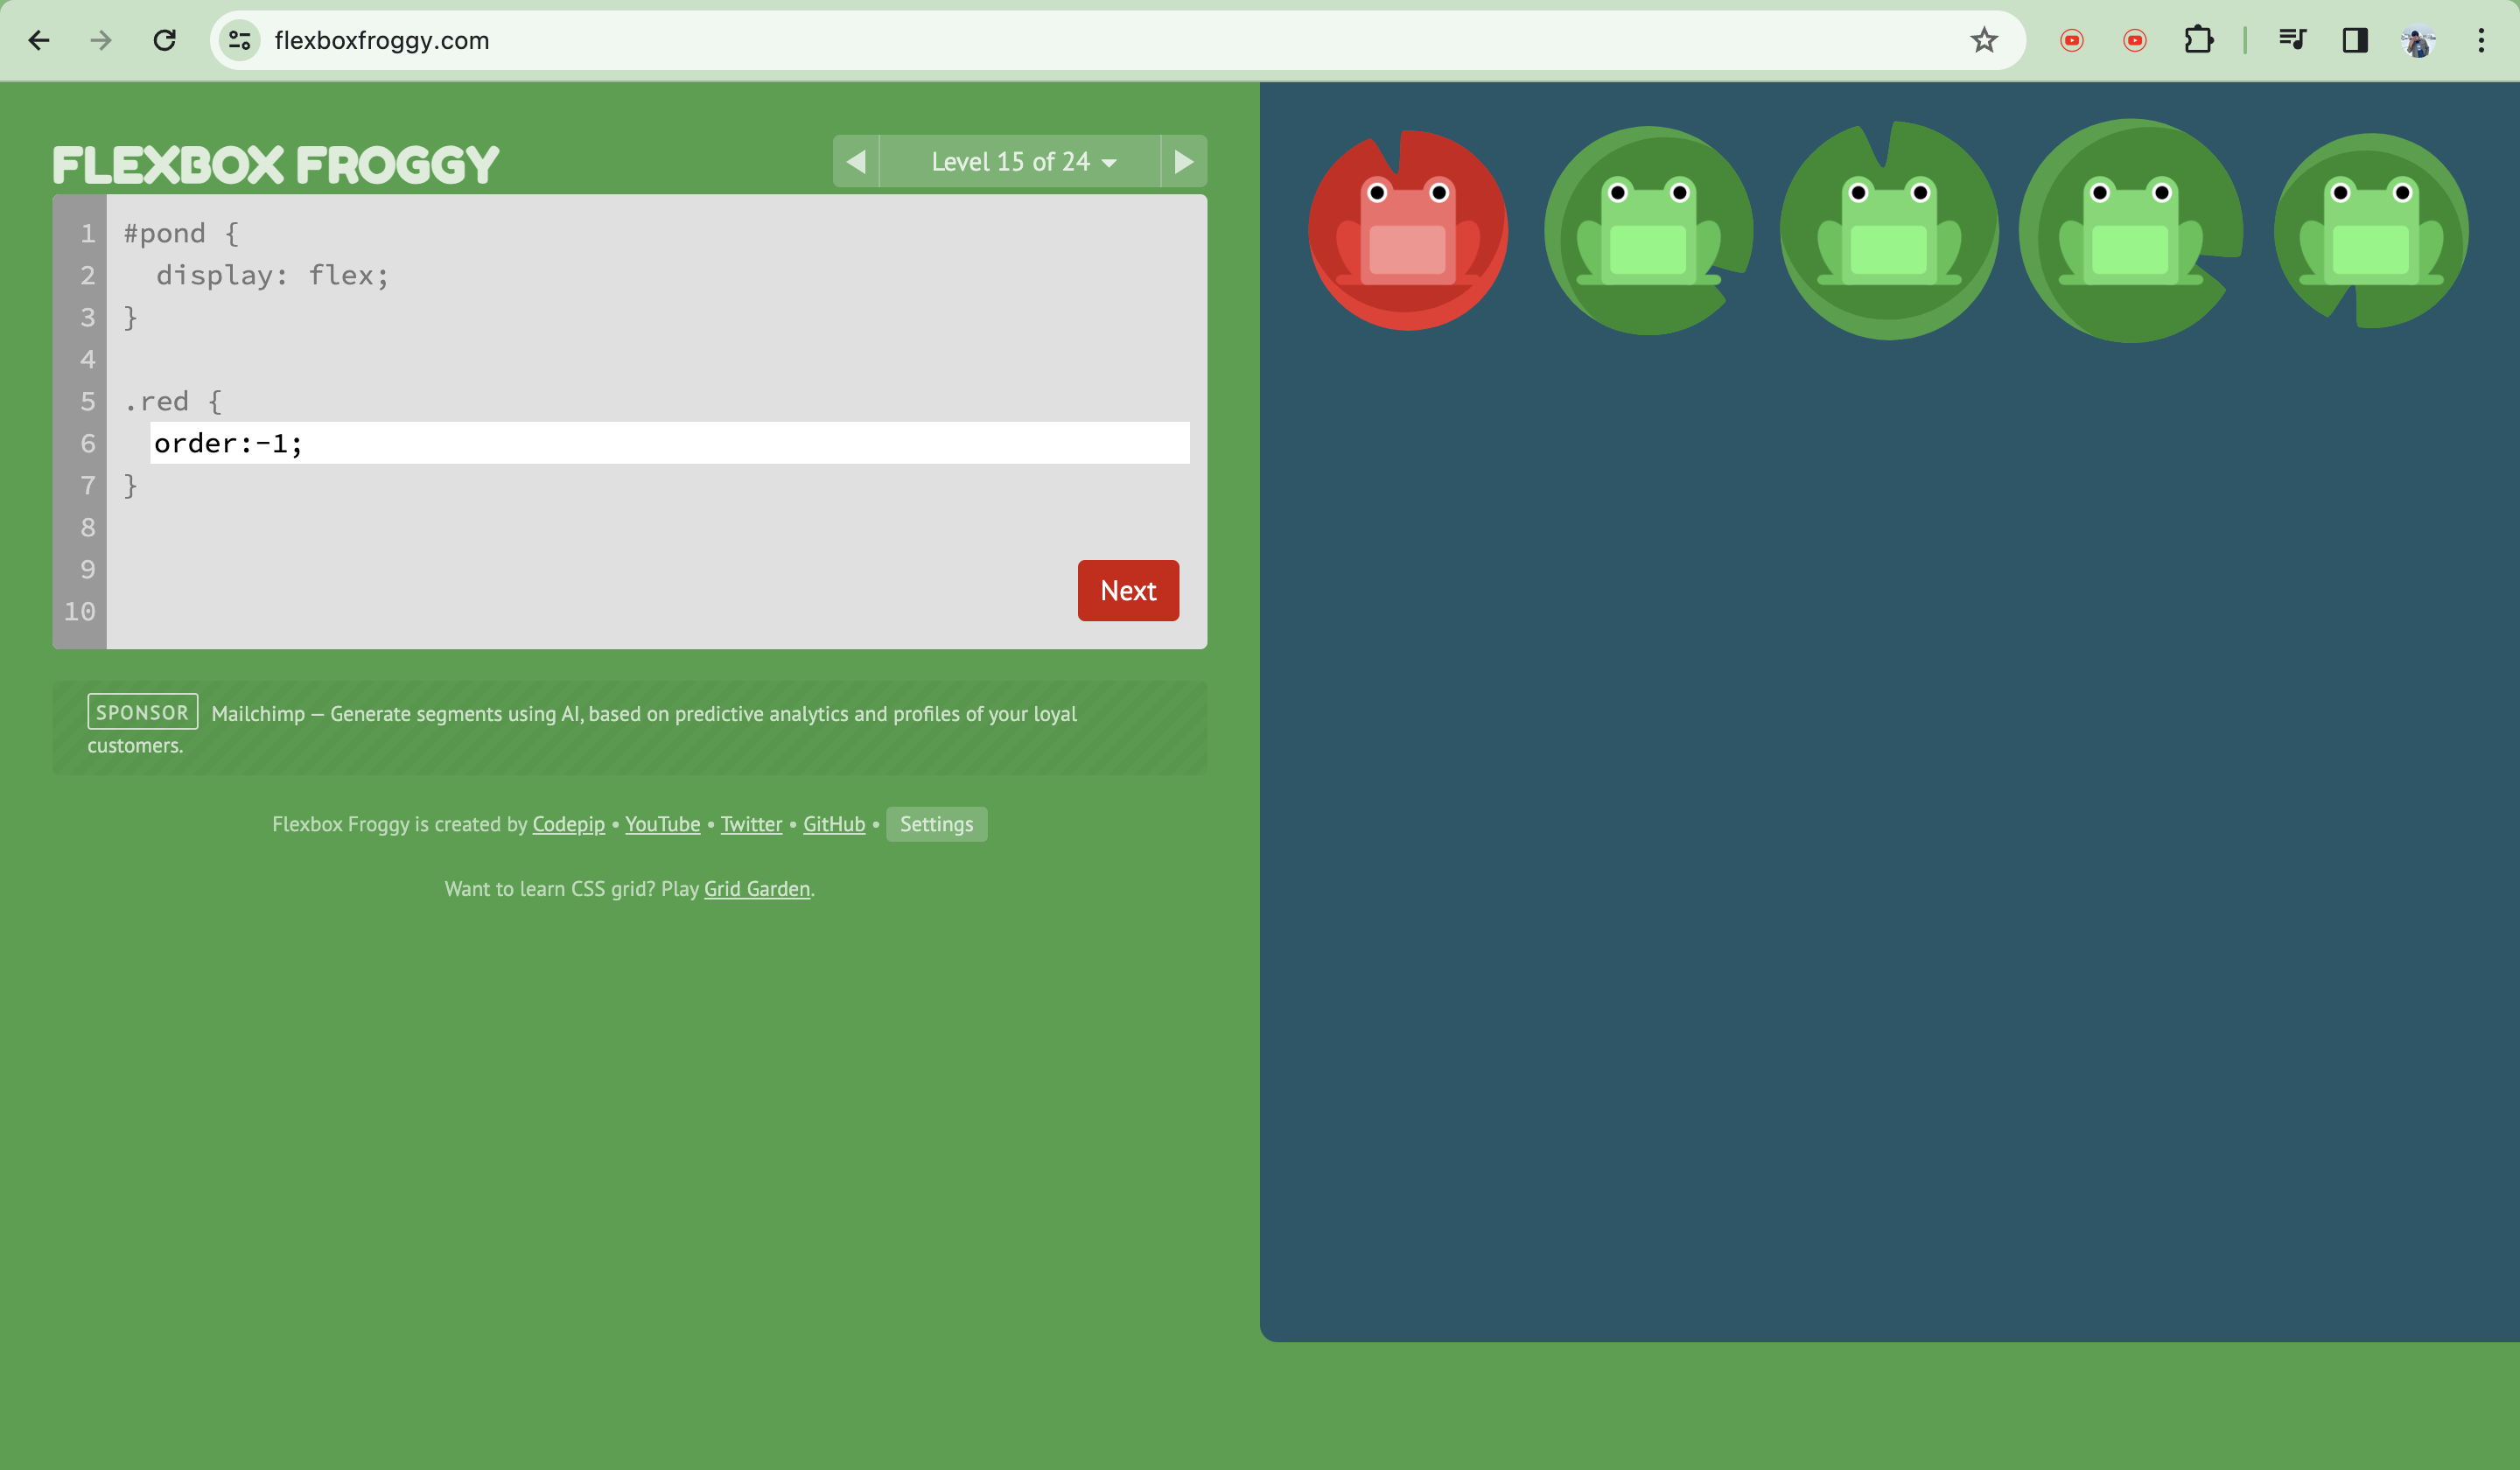 flexboxfroggy.com
FLEXBOX FROGGY
Level 15 of 24
1 #pond {
2 display: flex;
3 }
4
5 .red {
6 order:-1;
7 }
8
9
10
Next
SPONSOR Mailchimp — Generate segments using AI, based on predictive analytics and profiles of your loyal
customers.
Flexbox Froggy is created by Codepip • YouTube • Twitter • GitHub • Settings
Want to learn CSS grid? Play Grid Garden.